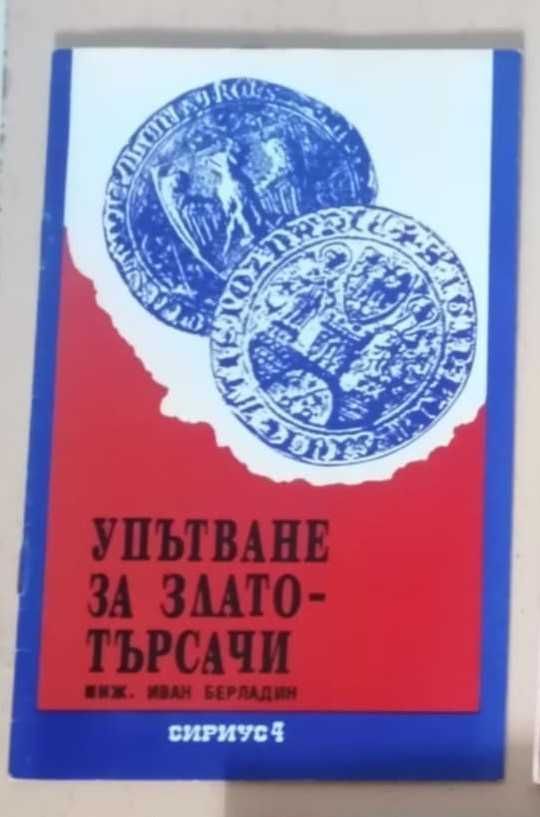 УПЪТВАНЕ
ЗА ЗЛАТО-
ТЪРСАЧИ
инж. ИВАН БЕРЛАДИН
СИРИУС 4